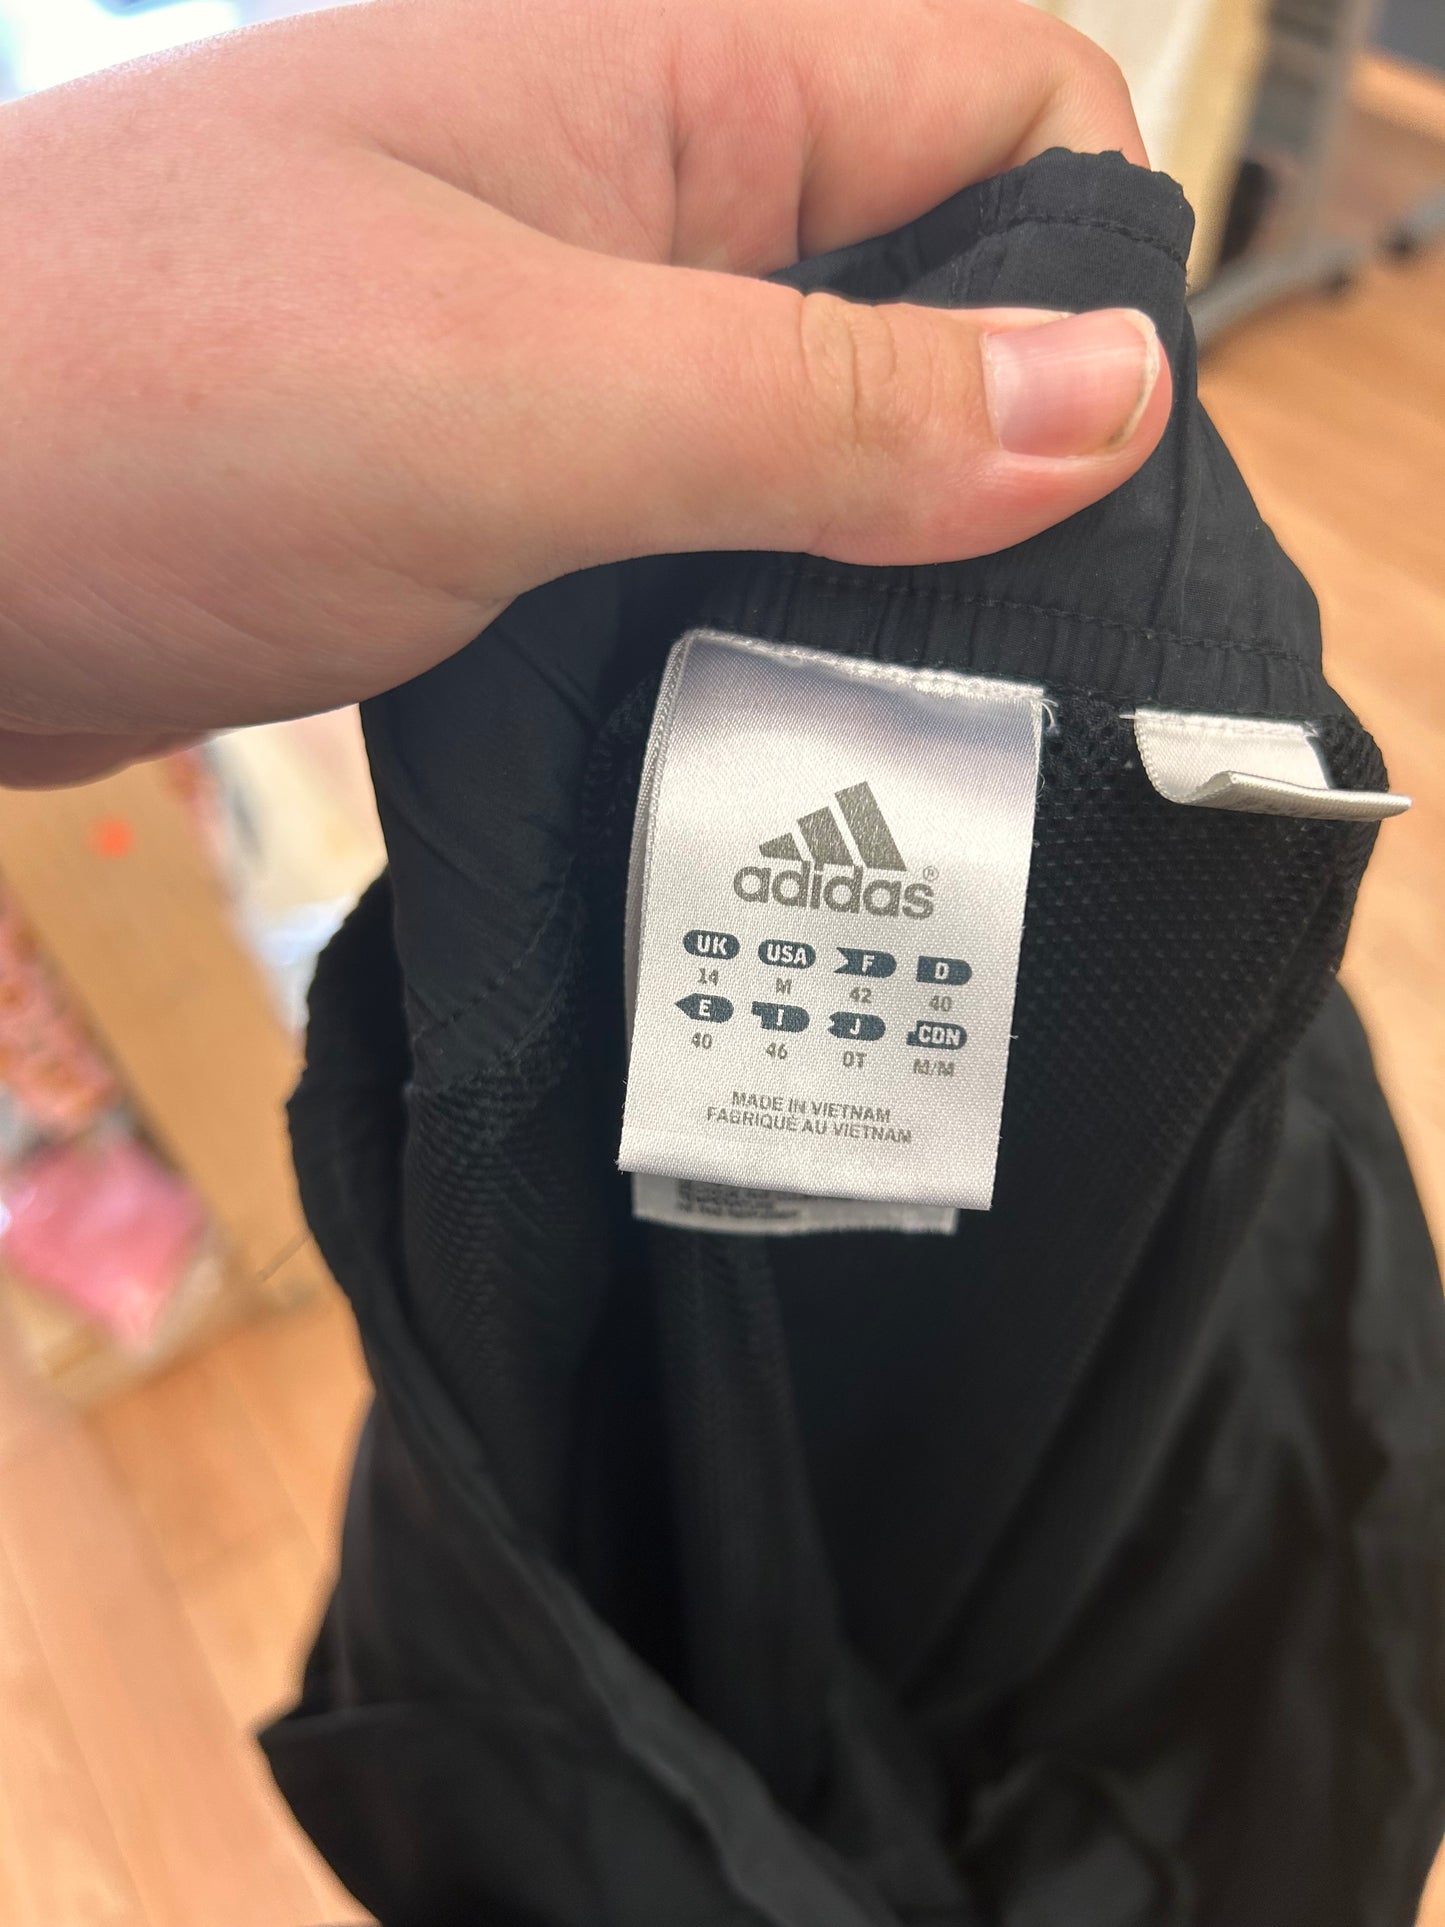 adidas®
UK USA F D
14 M 42 40
E I J CDN
40 46 OT M/M
MADE IN VIETNAM
FABRIQUE AU VIETNAM